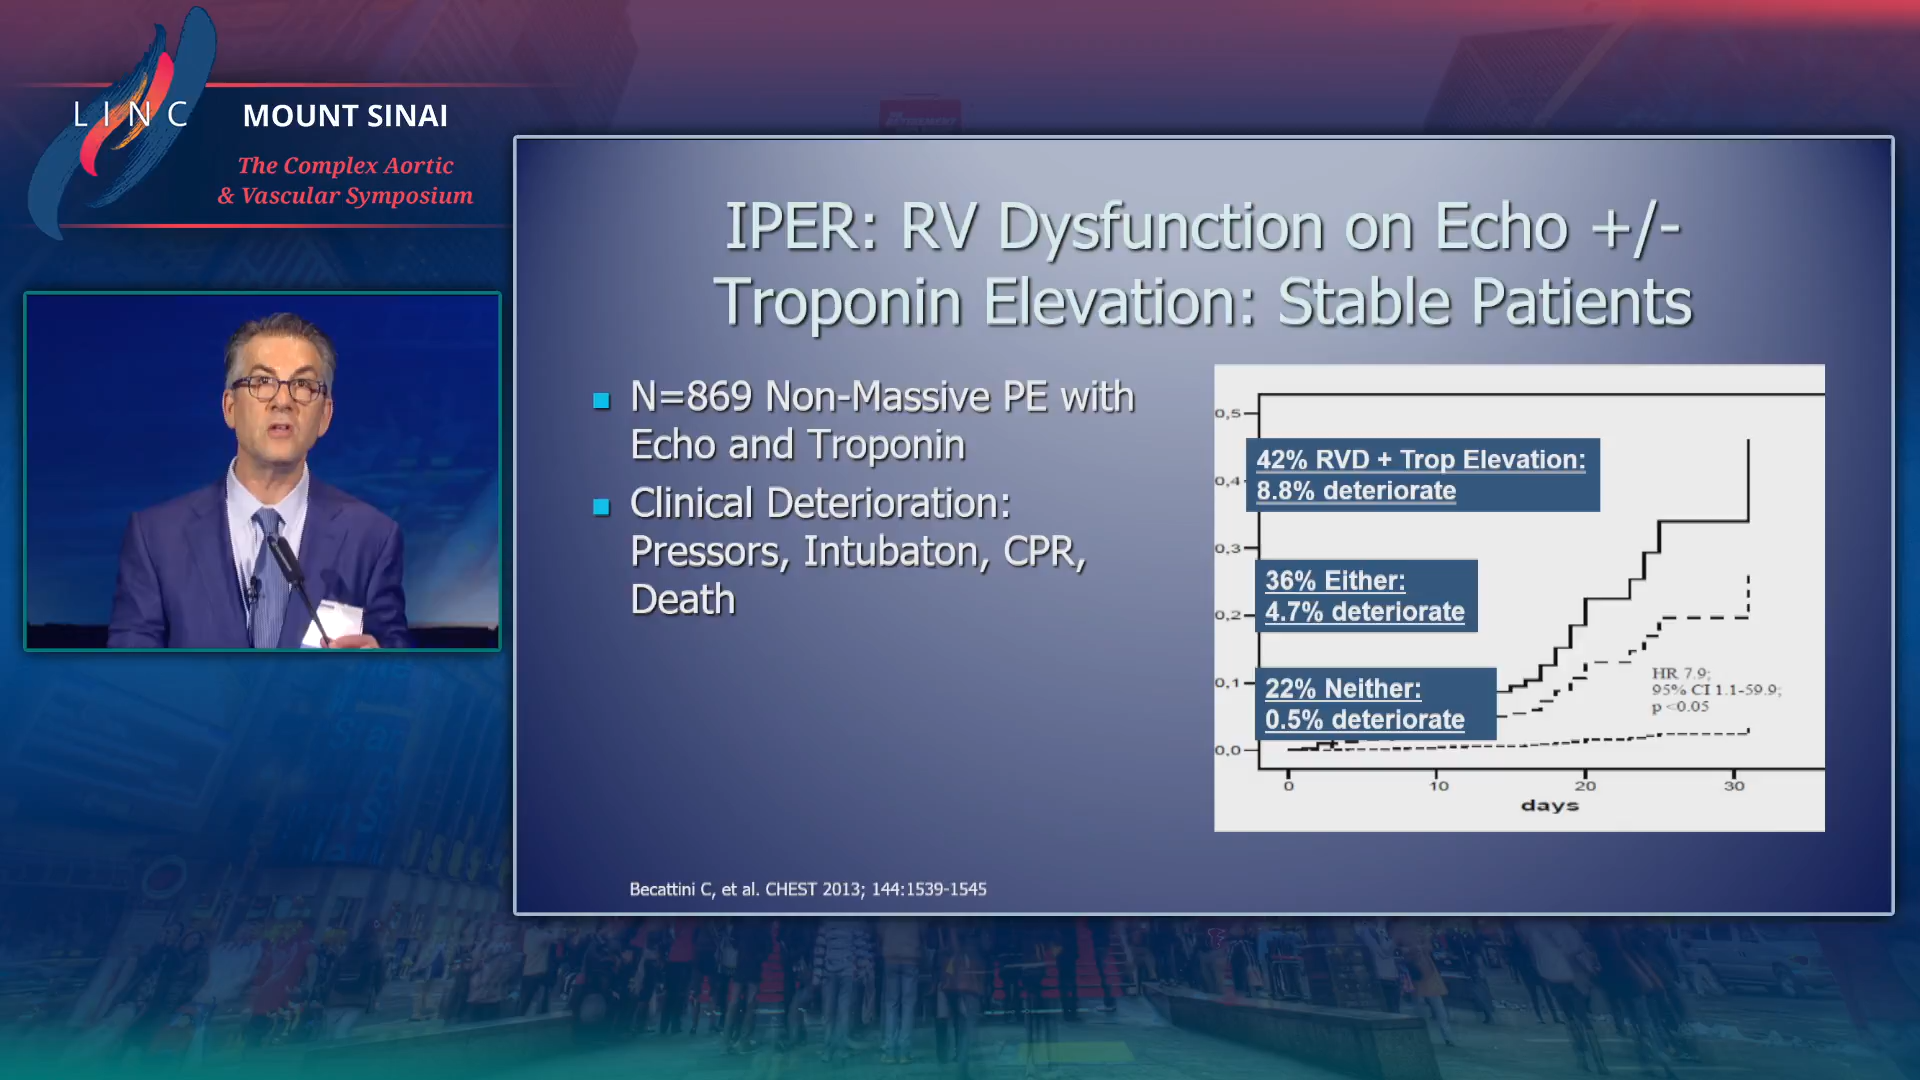 LINC
MOUNT SINAI
The Complex Aortic
& Vascular Symposium
IPER: RV Dysfunction on Echo +/-
Troponin Elevation: Stable Patients
N=869 Non-Massive PE with
Echo and Troponin
Clinical Deterioration:
Pressors, Intubaton, CPR,
Death
0,5
42% RVD + Trop Elevation:
0,4
8.8% deteriorate
0,3
36% Either:
0,2
4.7% deteriorate
HR 7.9;
0,1
22% Neither:
95% CI 1.1-59.9;
p <0.05
0.5% deteriorate
0,0
0 10 20 30
days
Becattini C, et al. CHEST 2013; 144:1539-1545